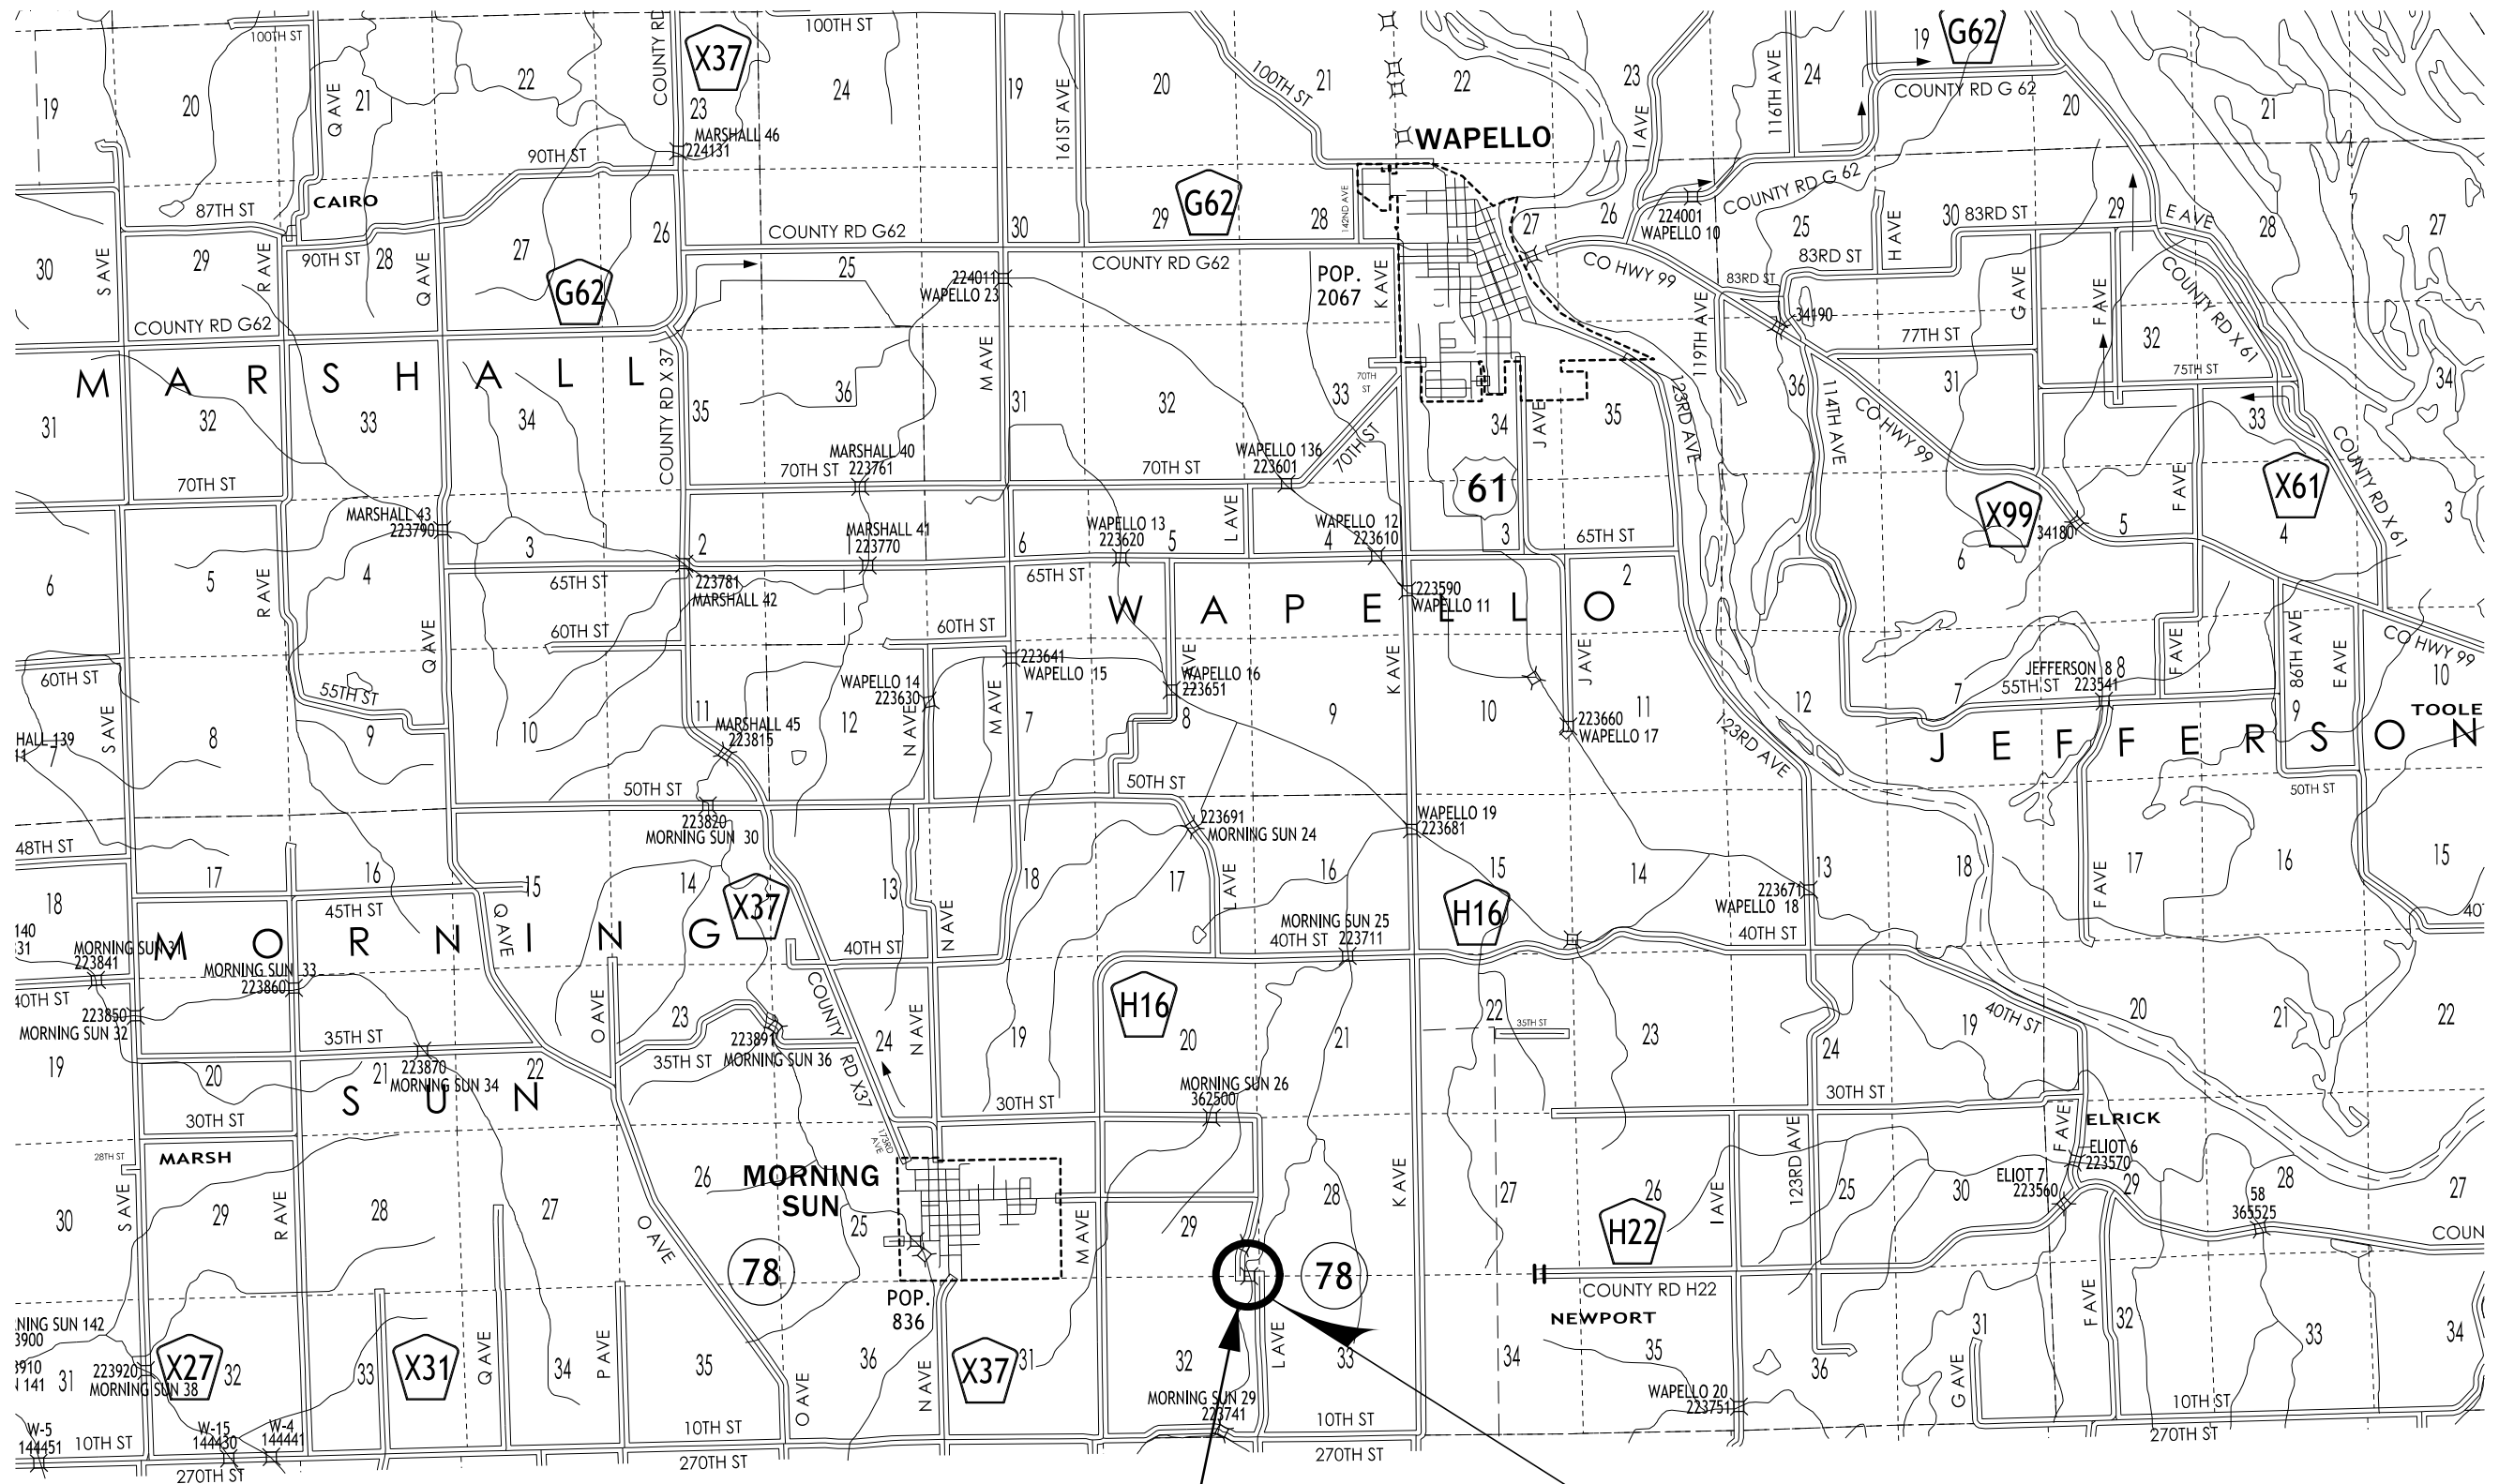 100TH ST
COUNTY RD
X37
100TH ST
G62
19
22
24
19
20
21
22
23
24
19
COUNTY RD G 62
20
21
19
20
Q AVE
21
23
161ST AVE
100TH ST
I AVE
116TH AVE
MARSHALL 46
224131
90TH ST
WAPELLO
87TH ST
CAIRO
G62
142ND AVE
224001
WAPELLO 10
COUNTY RD G 62
26
COUNTY RD G62
30
29
28
27
26
25
H AVE
30
83RD ST
29
E AVE
28
27
30
S AVE
29
R AVE
90TH ST
28
Q AVE
27
G62
25
224011
WAPELLO 23
COUNTY RD G62
POP.
2067
K AVE
CO HWY 99
83RD ST
83RD ST
34190
G AVE
F AVE
COUNTY RD X 61
COUNTY RD G62
119TH AVE
77TH ST
32
MARSHALL
COUNTY RD X 37
36
M AVE
31
32
33
70TH
ST
36
31
75TH ST
34
31
32
33
34
35
34
J AVE
35
123RD AVE
114TH AVE
CO HWY 99
33
COUNTY RD X 61
MARSHALL 40
223761
70TH ST
70TH ST
WAPELLO 136
223601
70TH ST
70TH ST
61
X99
F AVE
X61
MARSHALL 43
223790
3
2
MARSHALL 41
223770
6
WAPELLO 13
223620
5
L AVE
WAPELLO 12
4
223610
3
65TH ST
1
34180
5
4
3
6
5
R AVE
4
65TH ST
223781
MARSHALL 42
65TH ST
223590
WAPELLO 11
2
6
WAPELLO
60TH ST
60TH ST
CO HWY 99
60TH ST
Q AVE
55TH ST
223641
WAPELLO 15
WAPELLO 14
223630
AVE
WAPELLO 16
223651
K AVE
J AVE
JEFFERSON 8
8
55TH ST
223541
F AVE
86TH AVE
E AVE
10
HALL 139
11
7
S AVE
8
9
10
11
MARSHALL 45
223815
12
N AVE
M AVE
7
8
9
10
223660
WAPELLO 17
11
123RD AVE
12
7
9
TOOLE
JEFFERSON
50TH ST
50TH ST
50TH ST
223820
MORNING SUN 30
223691
MORNING SUN 24
WAPELLO 19
223681
48TH ST
17
16
15
14
13
18
17
L AVE
16
15
14
13
223671
WAPELLO 18
18
F AVE
17
16
15
18
45TH ST
Q AVE
X37
N AVE
40TH ST
MORNING SUN 25
40TH ST
223711
H16
40TH ST
40
140
31
MORNING SUN 31
223841
MORNING
MORNING SUN 33
223860
40TH ST
223850
MORNING SUN 32
O AVE
COUNTY RD X37
H16
19
35TH ST
223870
MORNING SUN 34
22
23
35TH ST
223891
MORNING SUN 36
24
N AVE
19
20
21
22
35TH ST
23
24
19
40TH ST
20
21
22
20
21
SUN
30TH ST
30TH ST
MORNING SUN 26
362500
30TH ST
28TH ST
MARSH
173RD
AVE
123RD AVE
F AVE
ELRICK
ELIOT 6
223570
MORNING
SUN
26
25
M AVE
29
28
K AVE
27
26
I AVE
25
30
ELIOT 7
223560
29
58
365525
28
27
30
S AVE
29
R AVE
28
27
O AVE
78
78
H22
COUN
POP.
836
COUNTY RD H22
NEWPORT
NING SUN 142
3900
3910
N 141
31
223920
MORNING SUN 38
X27
32
33
X31
Q AVE
34
P AVE
35
O AVE
36
N AVE
X37
31
32
L AVE
33
34
35
36
G AVE
31
F AVE
32
33
34
MORNING SUN 29
223741
WAPELLO 20
223751
W-5
144451
10TH ST
W-15
144430
W-4
144441
10TH ST
10TH ST
10TH ST
270TH ST
270TH ST
270TH ST
270TH ST